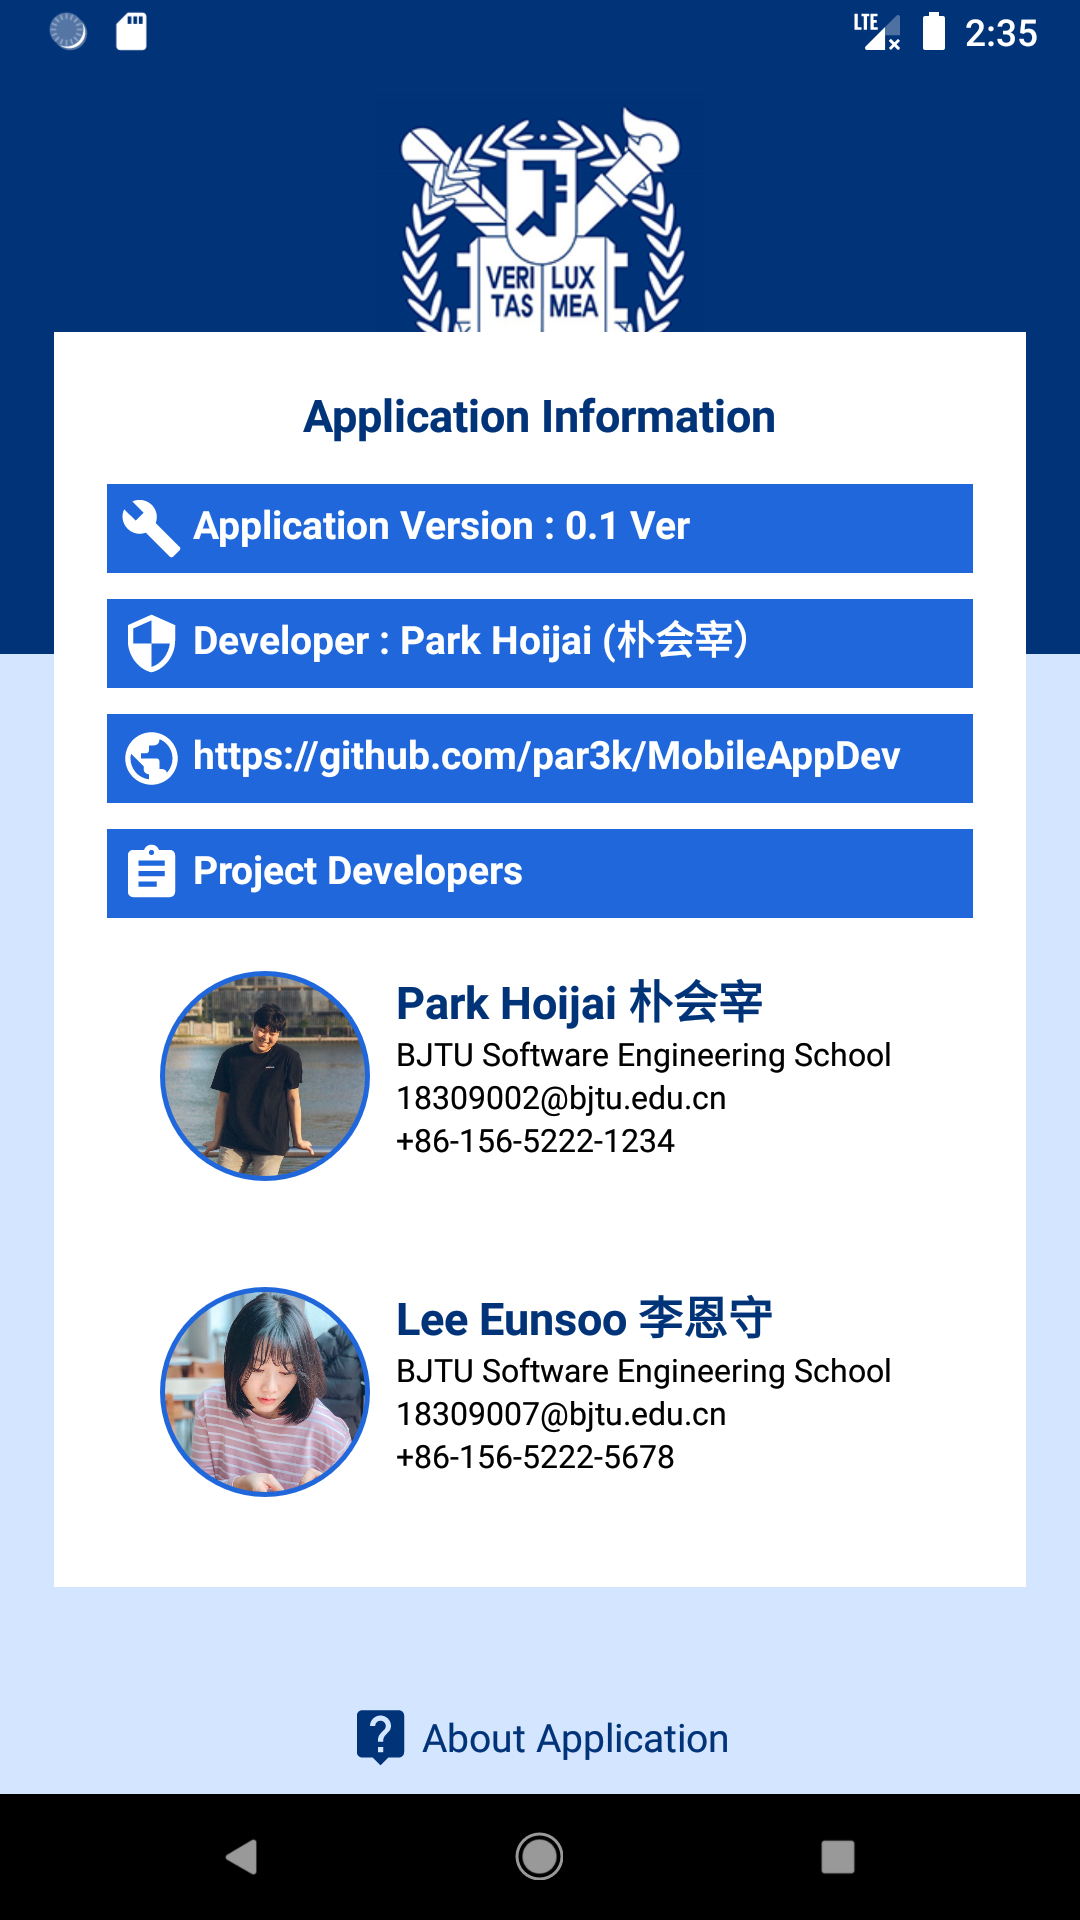 LTE 2:35
VERI LUX
TAS MEA
Application Information
Application Version : 0.1 Ver
Developer : Park Hoijai (朴会宰）
https://github.com/par3k/MobileAppDev
Project Developers
Park Hoijai 朴会宰
BJTU Software Engineering School
18309002@bjtu.edu.cn
+86-156-5222-1234
Lee Eunsoo 李恩守
BJTU Software Engineering School
18309007@bjtu.edu.cn
+86-156-5222-5678
About Application